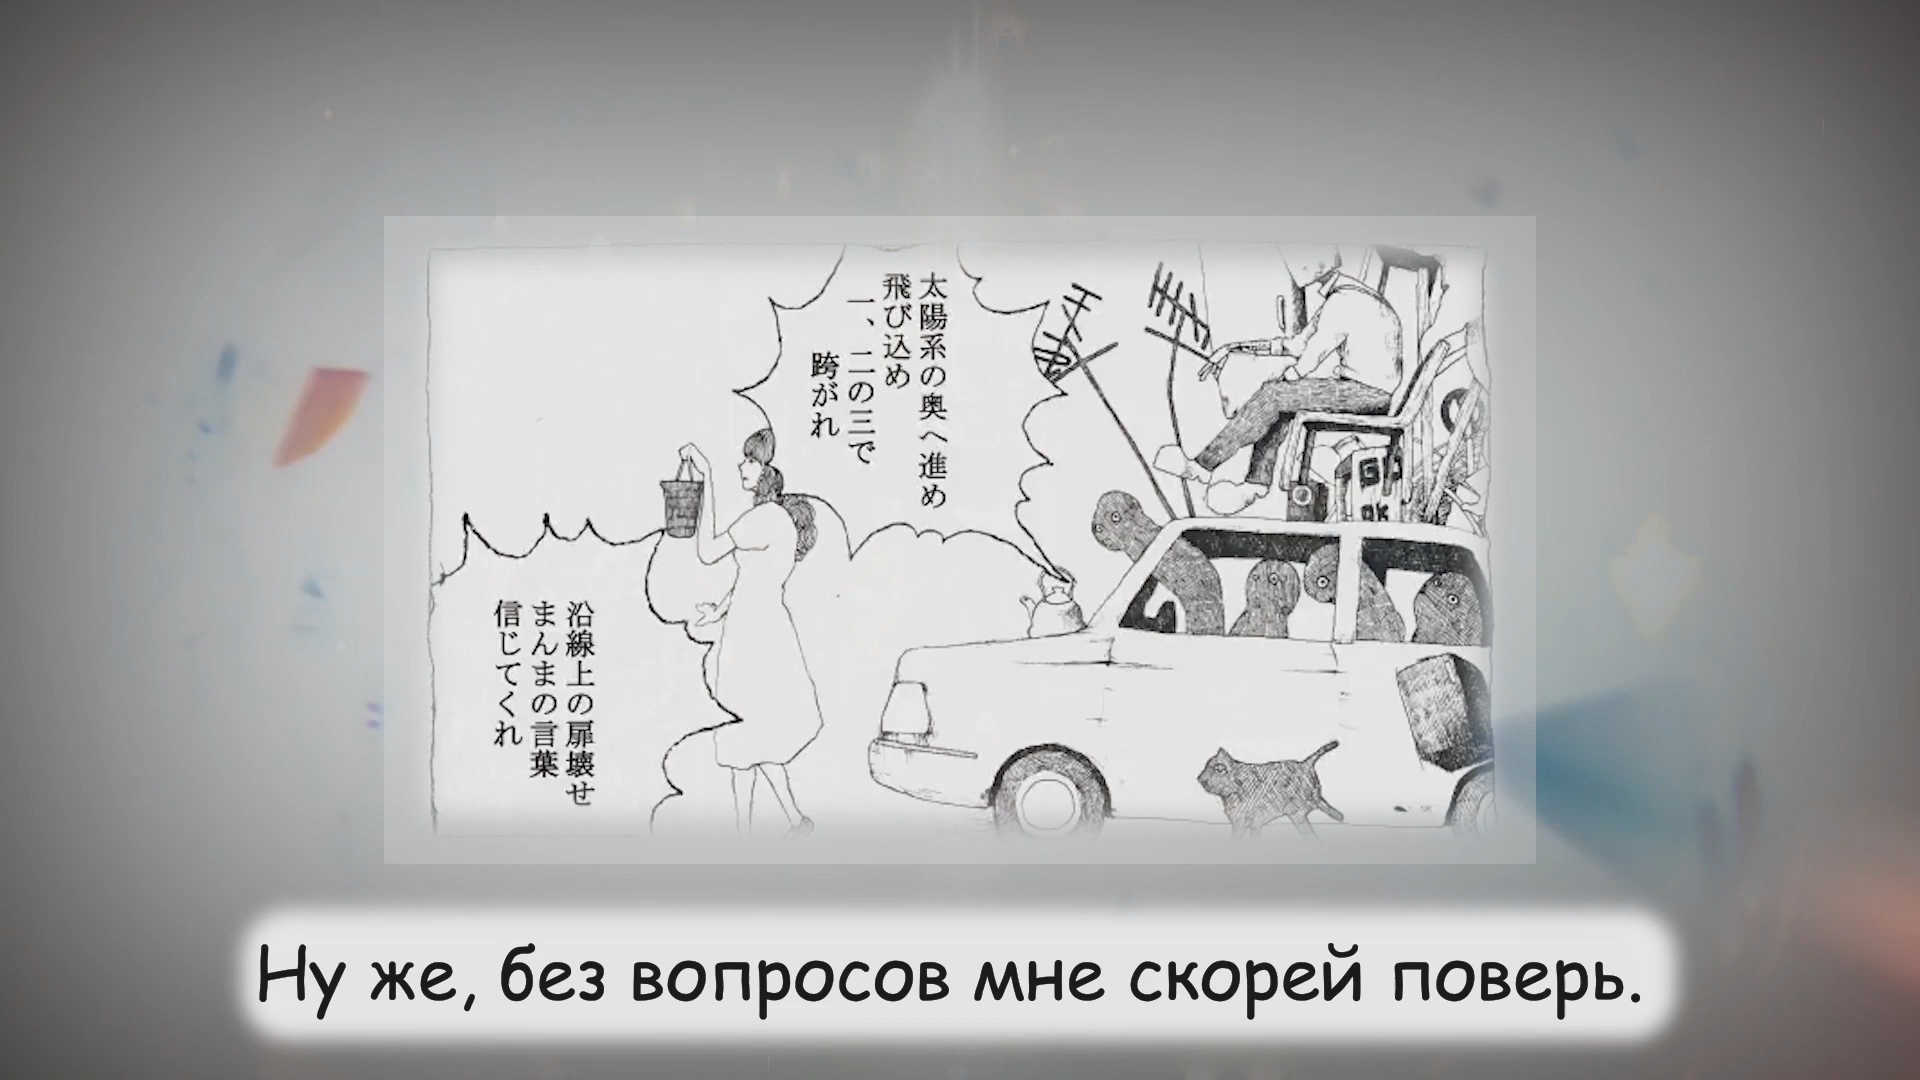 太陽系の奥へ進め
飛び込め
一、二の三で
跨がれ
沿線上の扉壊せ
まんまの言葉
信じてくれ
Ну же, без вопросов мне скорей поверь.